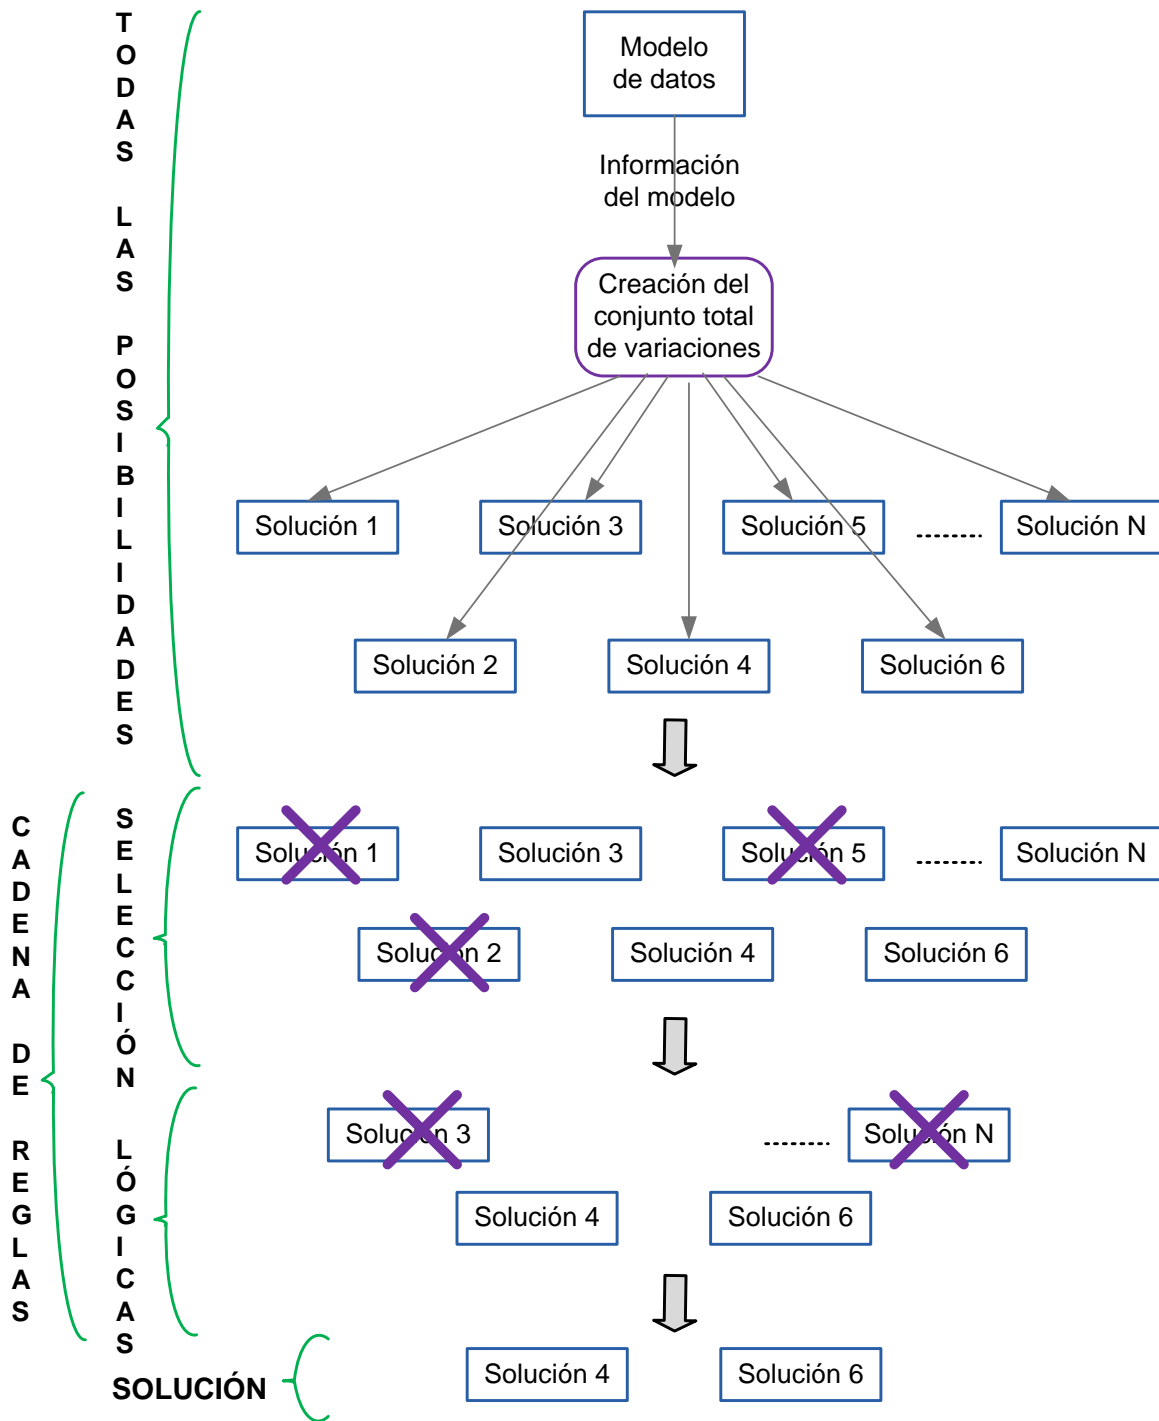 TODAS LAS POSIBILIDADES
Modelo
de datos
Información
del modelo
Creación del
conjunto total
de variaciones
Solución 1
Solución 3
Solución 5
........
Solución N
Solución 2
Solución 4
Solución 6
CADENA DE REGLAS
SELECCIÓN
Solución 1
Solución 3
Solución 5
........
Solución N
Solución 2
Solución 4
Solución 6
LÓGICAS
Solución 3
........
Solución N
Solución 4
Solución 6
SOLUCIÓN
Solución 4
Solución 6